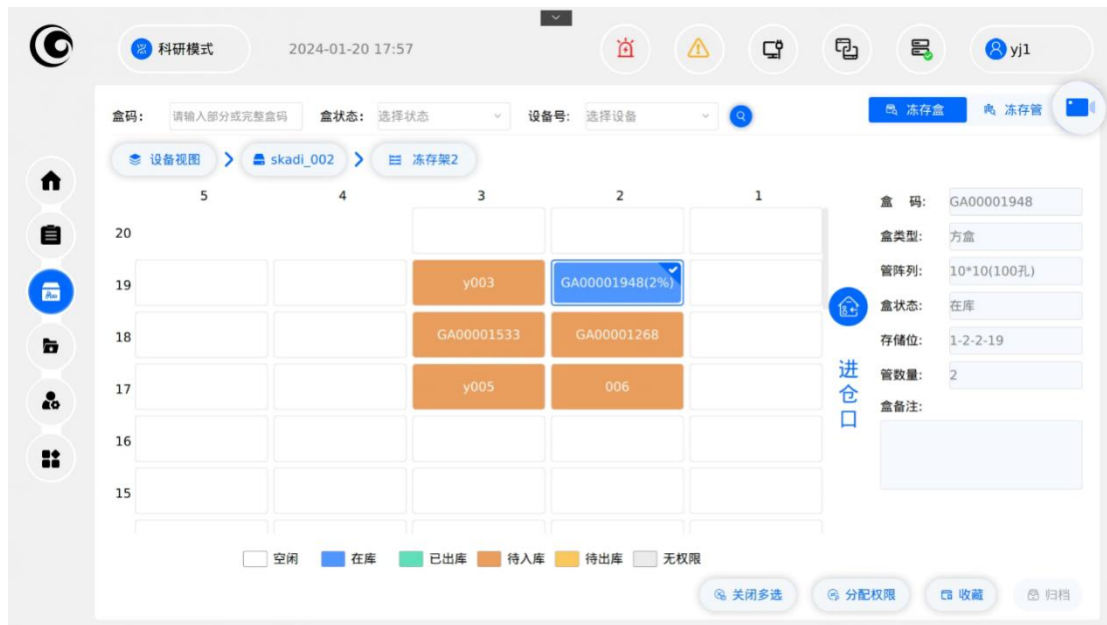 科研模式 2024-01-20 17:57 yj1
盒码: 请输入部分或完整盒码 盒状态: 选择状态 设备号: 选择设备 冻存盒 冻存管
设备视图 skadi_002 冻存架2
5 4 3 2 1
20
19 y003 GA00001948(2%)
18 GA00001533 GA00001268
17 y005 006
16
15
进仓口
盒 码: GA00001948
盒类型: 方盒
管阵列: 10*10(100孔)
盒状态: 在库
存储位: 1-2-2-19
管数量: 2
盒备注:
空闲 在库 已出库 待入库 待出库 无权限
关闭多选 分配权限 收藏 归档